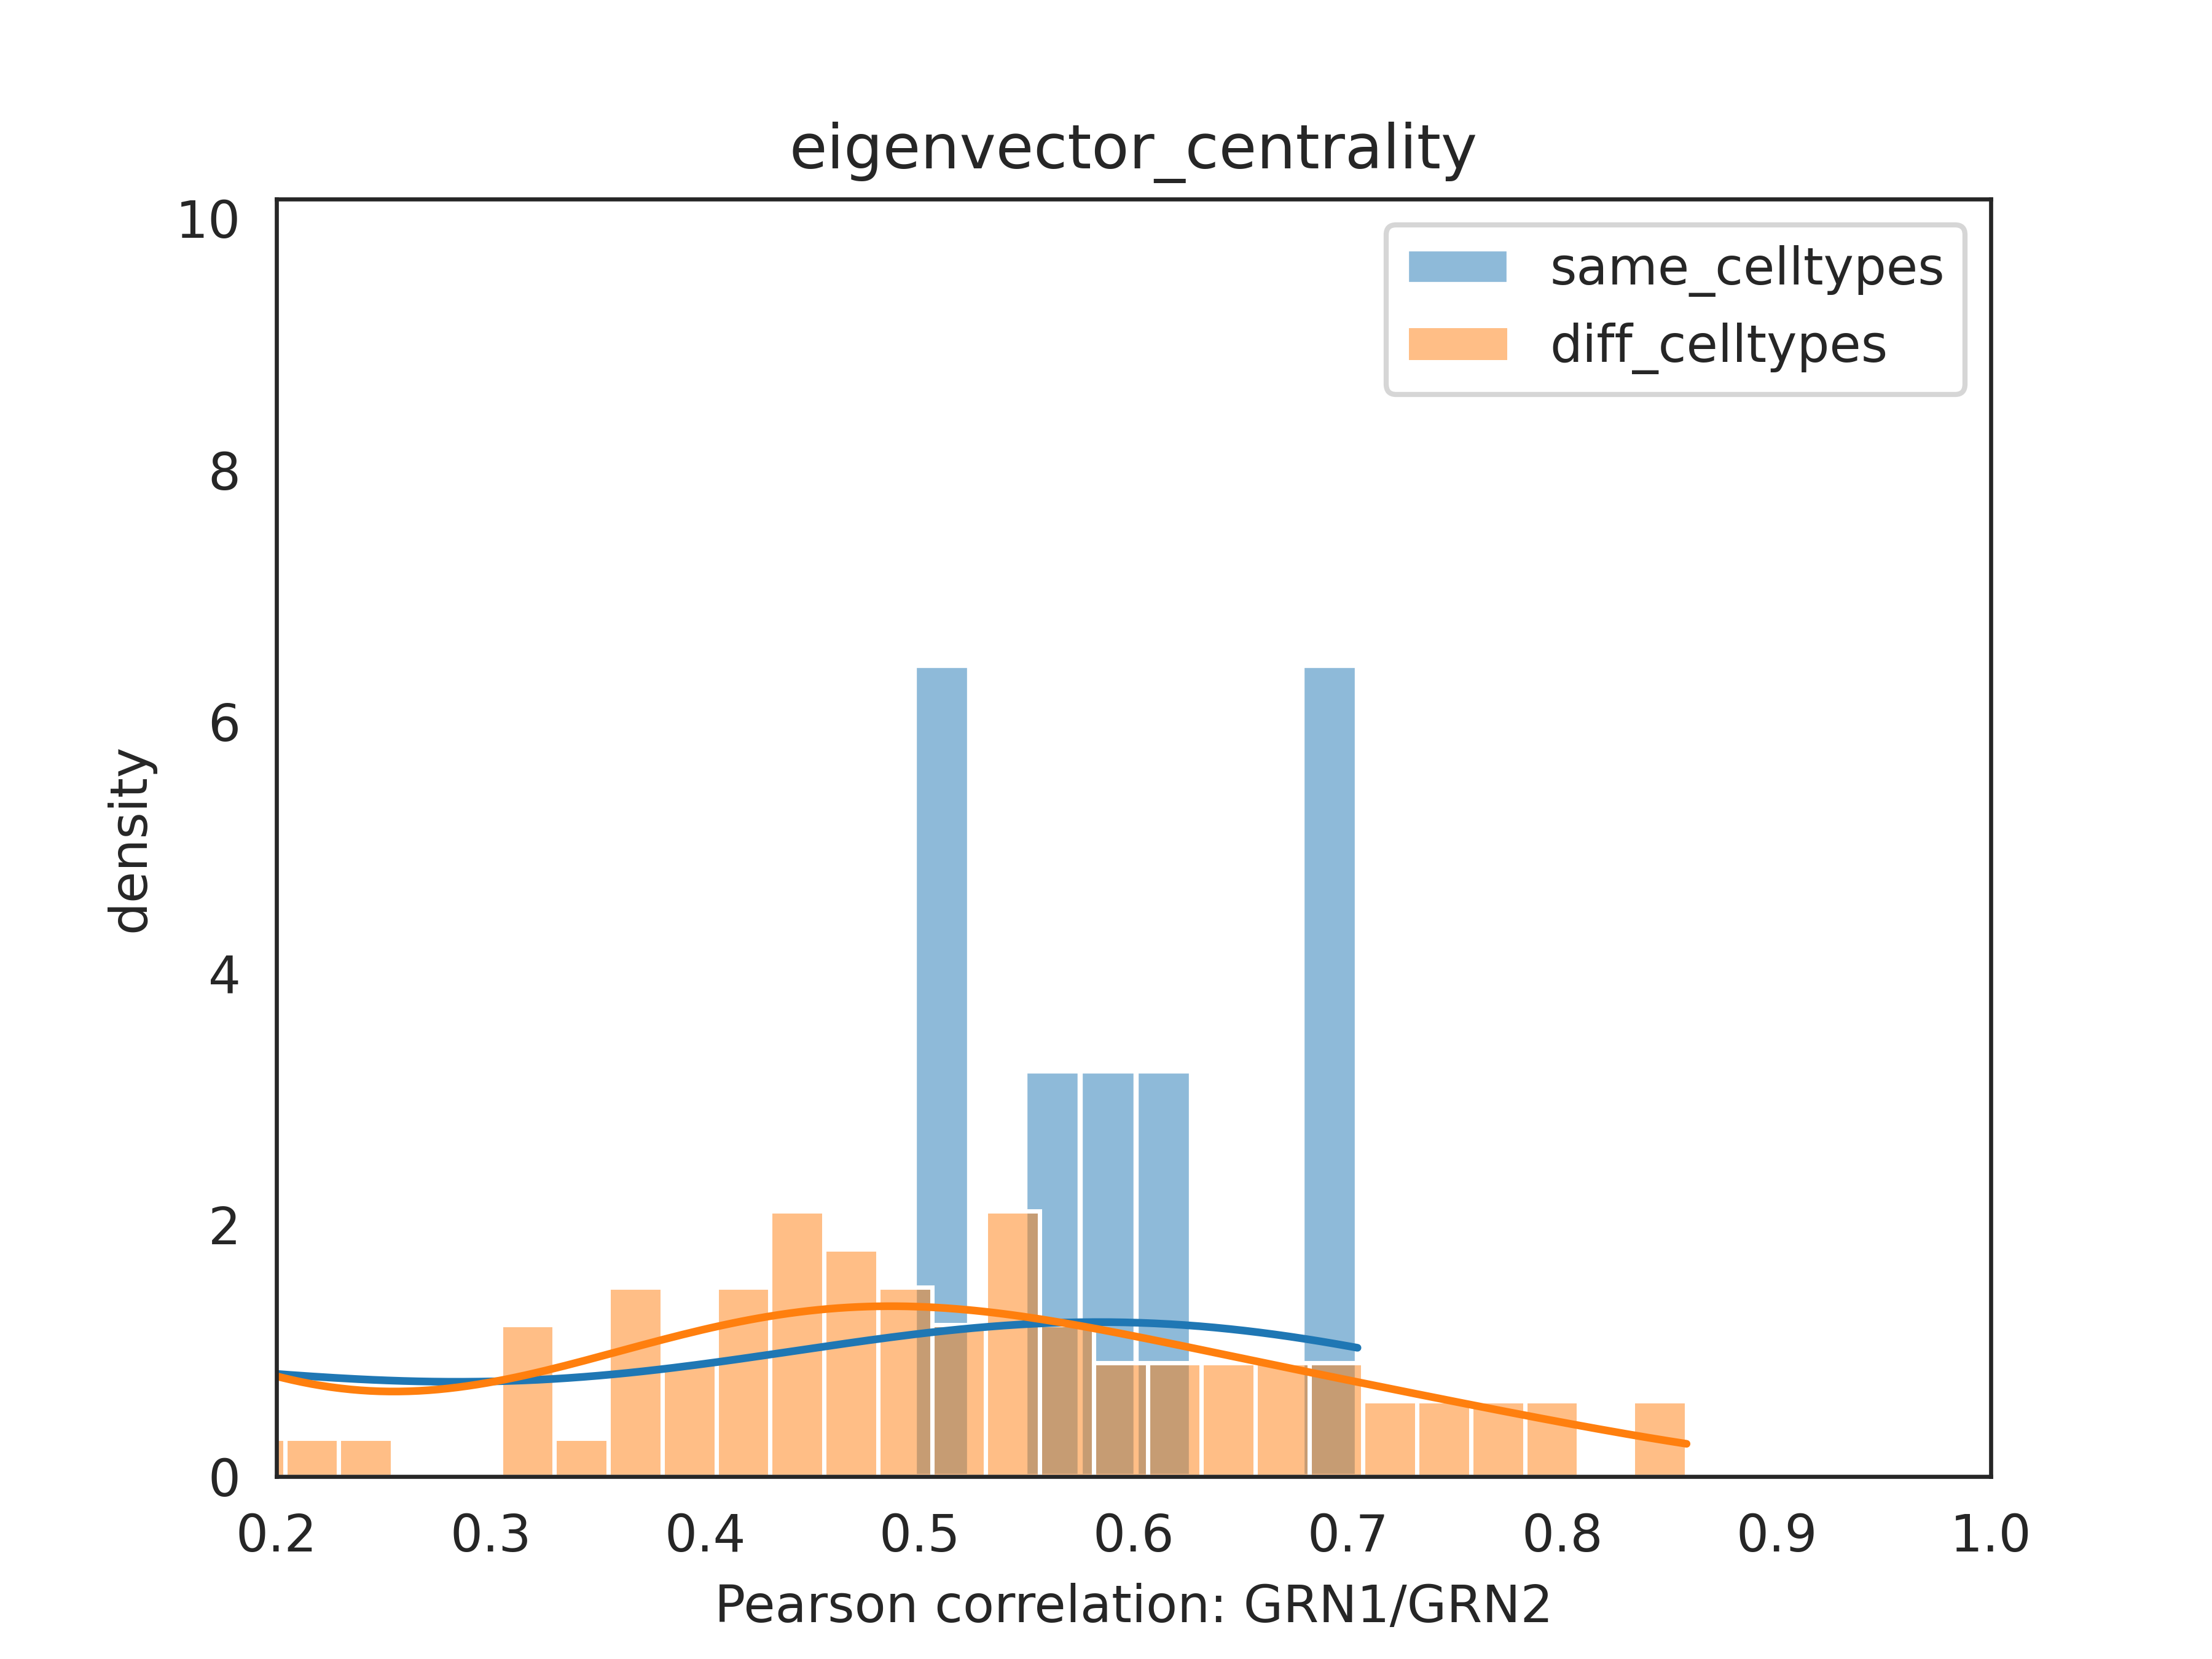 eigenvector_centrality
same_celltypes
diff_celltypes
10
8
6
4
2
0
density
0.2 0.3 0.4 0.5 0.6 0.7 0.8 0.9 1.0
Pearson correlation: GRN1/GRN2